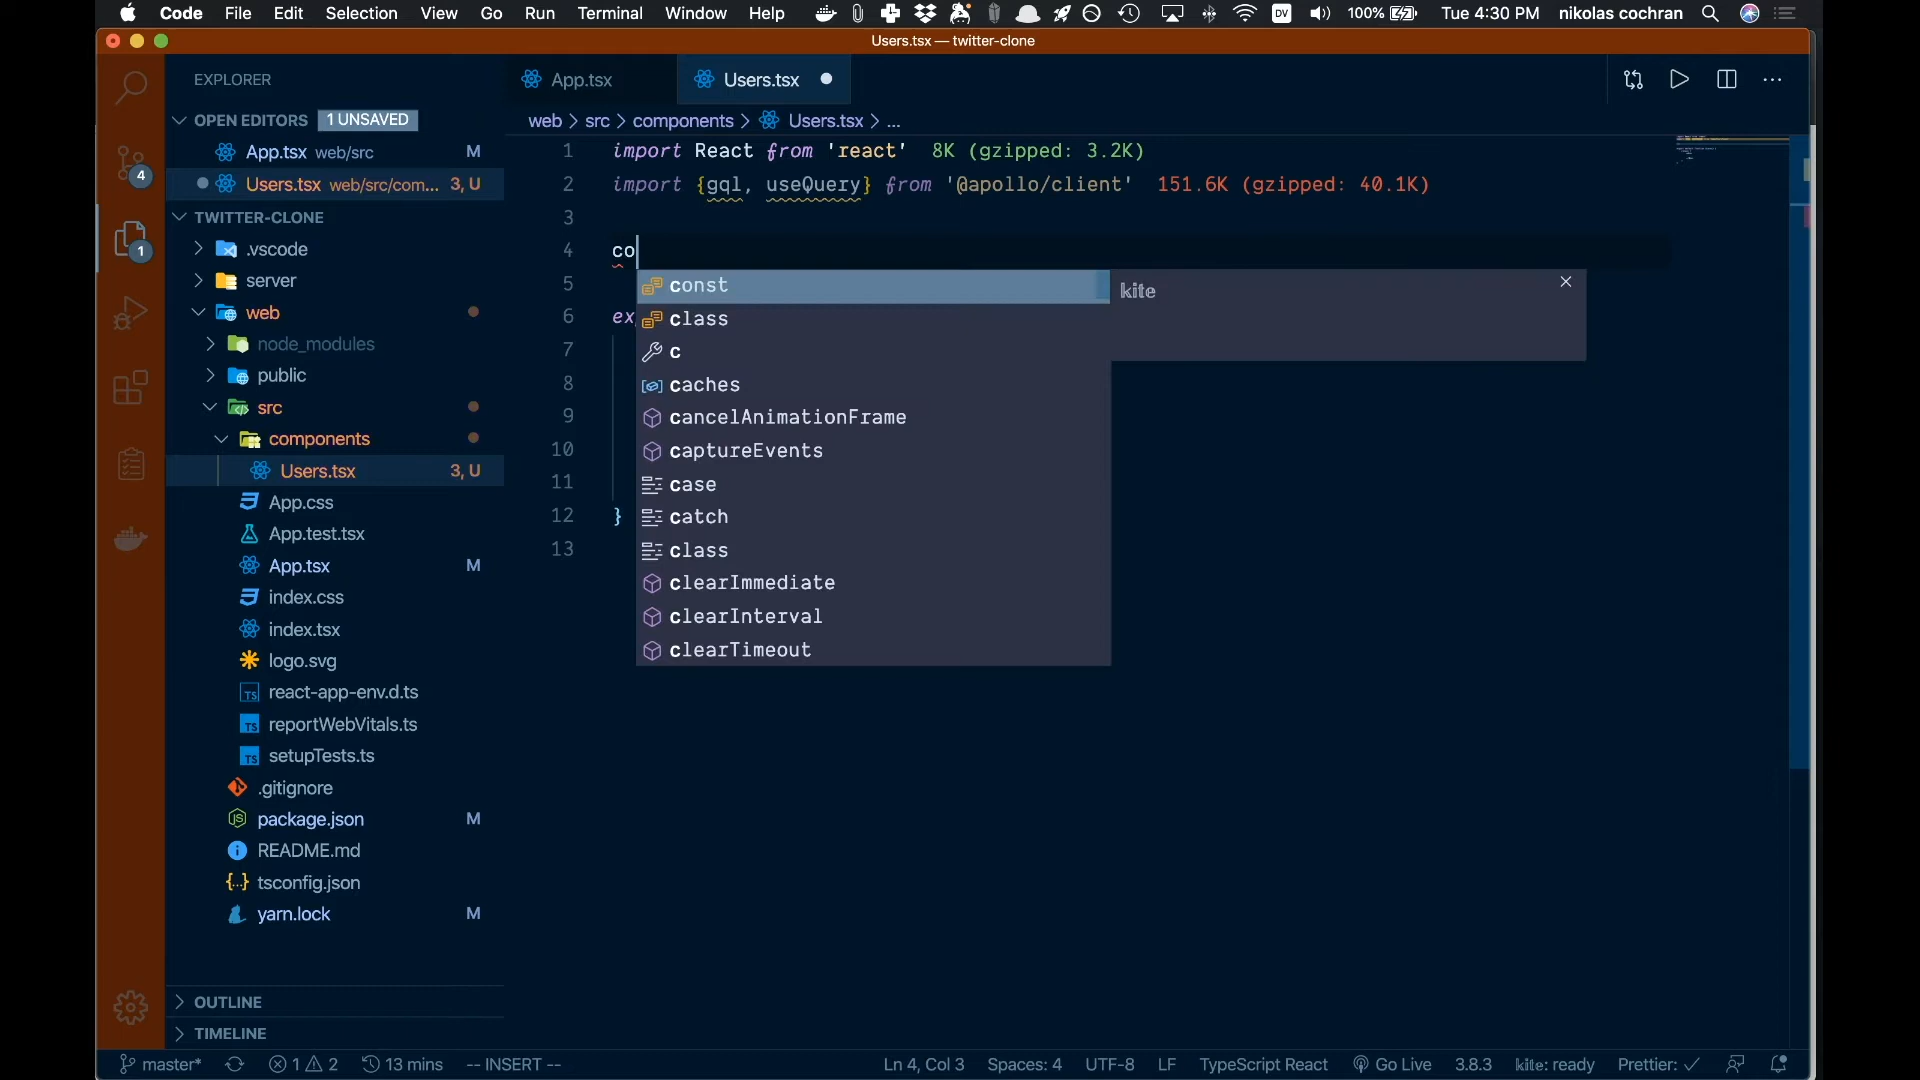 Code File Edit Selection View Go Run Terminal Window Help DV 100% Tue 4:30 PM nikolas cochran
Users.tsx — twitter-clone
EXPLORER
App.tsx
Users.tsx
OPEN EDITORS 1 UNSAVED
web > src > components > Users.tsx > ...
App.tsx web/src M
Users.tsx web/src/com... 3, U
TWITTER-CLONE
.vscode
server
web
node_modules
public
src
components
Users.tsx 3, U
App.css
App.test.tsx
App.tsx M
index.css
index.tsx
logo.svg
react-app-env.d.ts
reportWebVitals.ts
setupTests.ts
.gitignore
package.json M
README.md
tsconfig.json
yarn.lock M
OUTLINE
TIMELINE
4
1
1 import React from 'react' 8K (gzipped: 3.2K)
2 import {gql, useQuery} from '@apollo/client' 151.6K (gzipped: 40.1K)
3
4 co
5
6 ex
7
8
9
10
11
12 }
13
const
class
c
caches
cancelAnimationFrame
captureEvents
case
catch
class
clearImmediate
clearInterval
clearTimeout
kite
master* 1 2 13 mins -- INSERT -- Ln 4, Col 3 Spaces: 4 UTF-8 LF TypeScript React Go Live 3.8.3 kite: ready Prettier: ✓